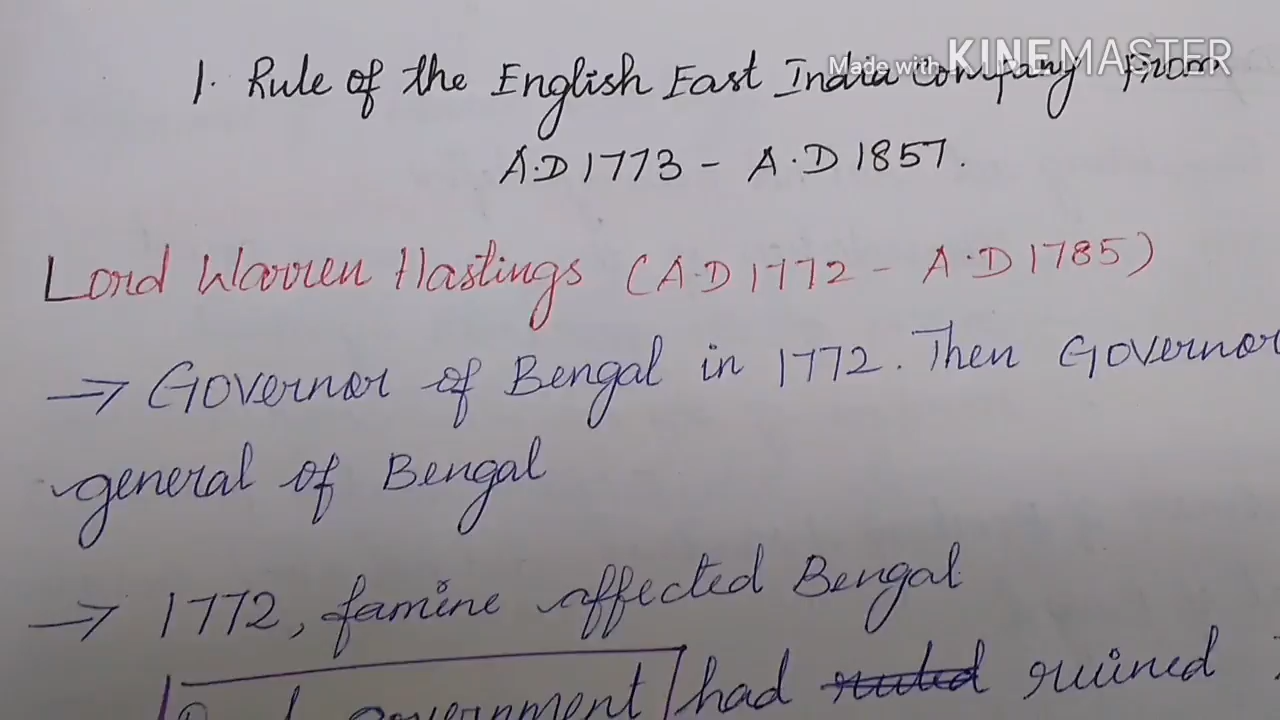 Made with KINEMASTER
1. Rule of the English East India Company From
A.D 1773 - A.D 1857.
Lord Warren Hastings (A.D 1772 - A.D 1785)
→ Governor of Bengal in 1772. Then Governor
general of Bengal
→ 1772, famine affected Bengal
government had ruined